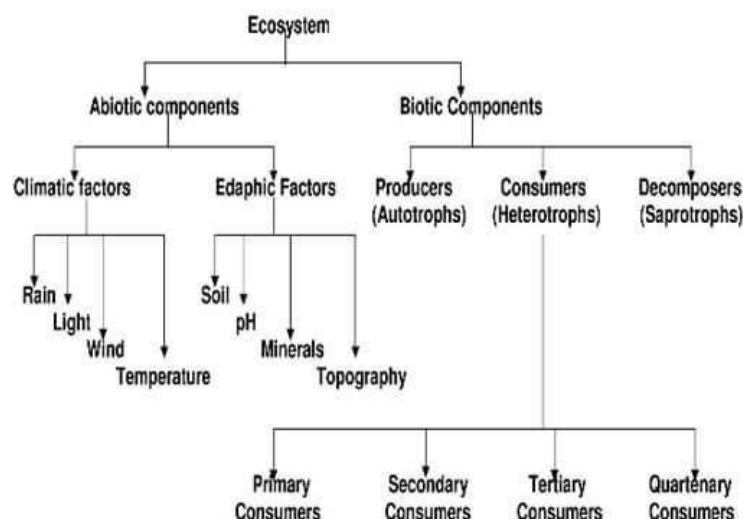 Ecosystem
Abiotic components
Biotic Components
Climatic factors
Edaphic Factors
Producers
(Autotrophs)
Consumers
(Heterotrophs)
Decomposers
(Saprotrophs)
Rain
Light
Wind
Temperature
Soil
pH
Minerals
Topography
Primary
Consumers
Secondary
Consumers
Tertiary
Consumers
Quartenary
Consumers